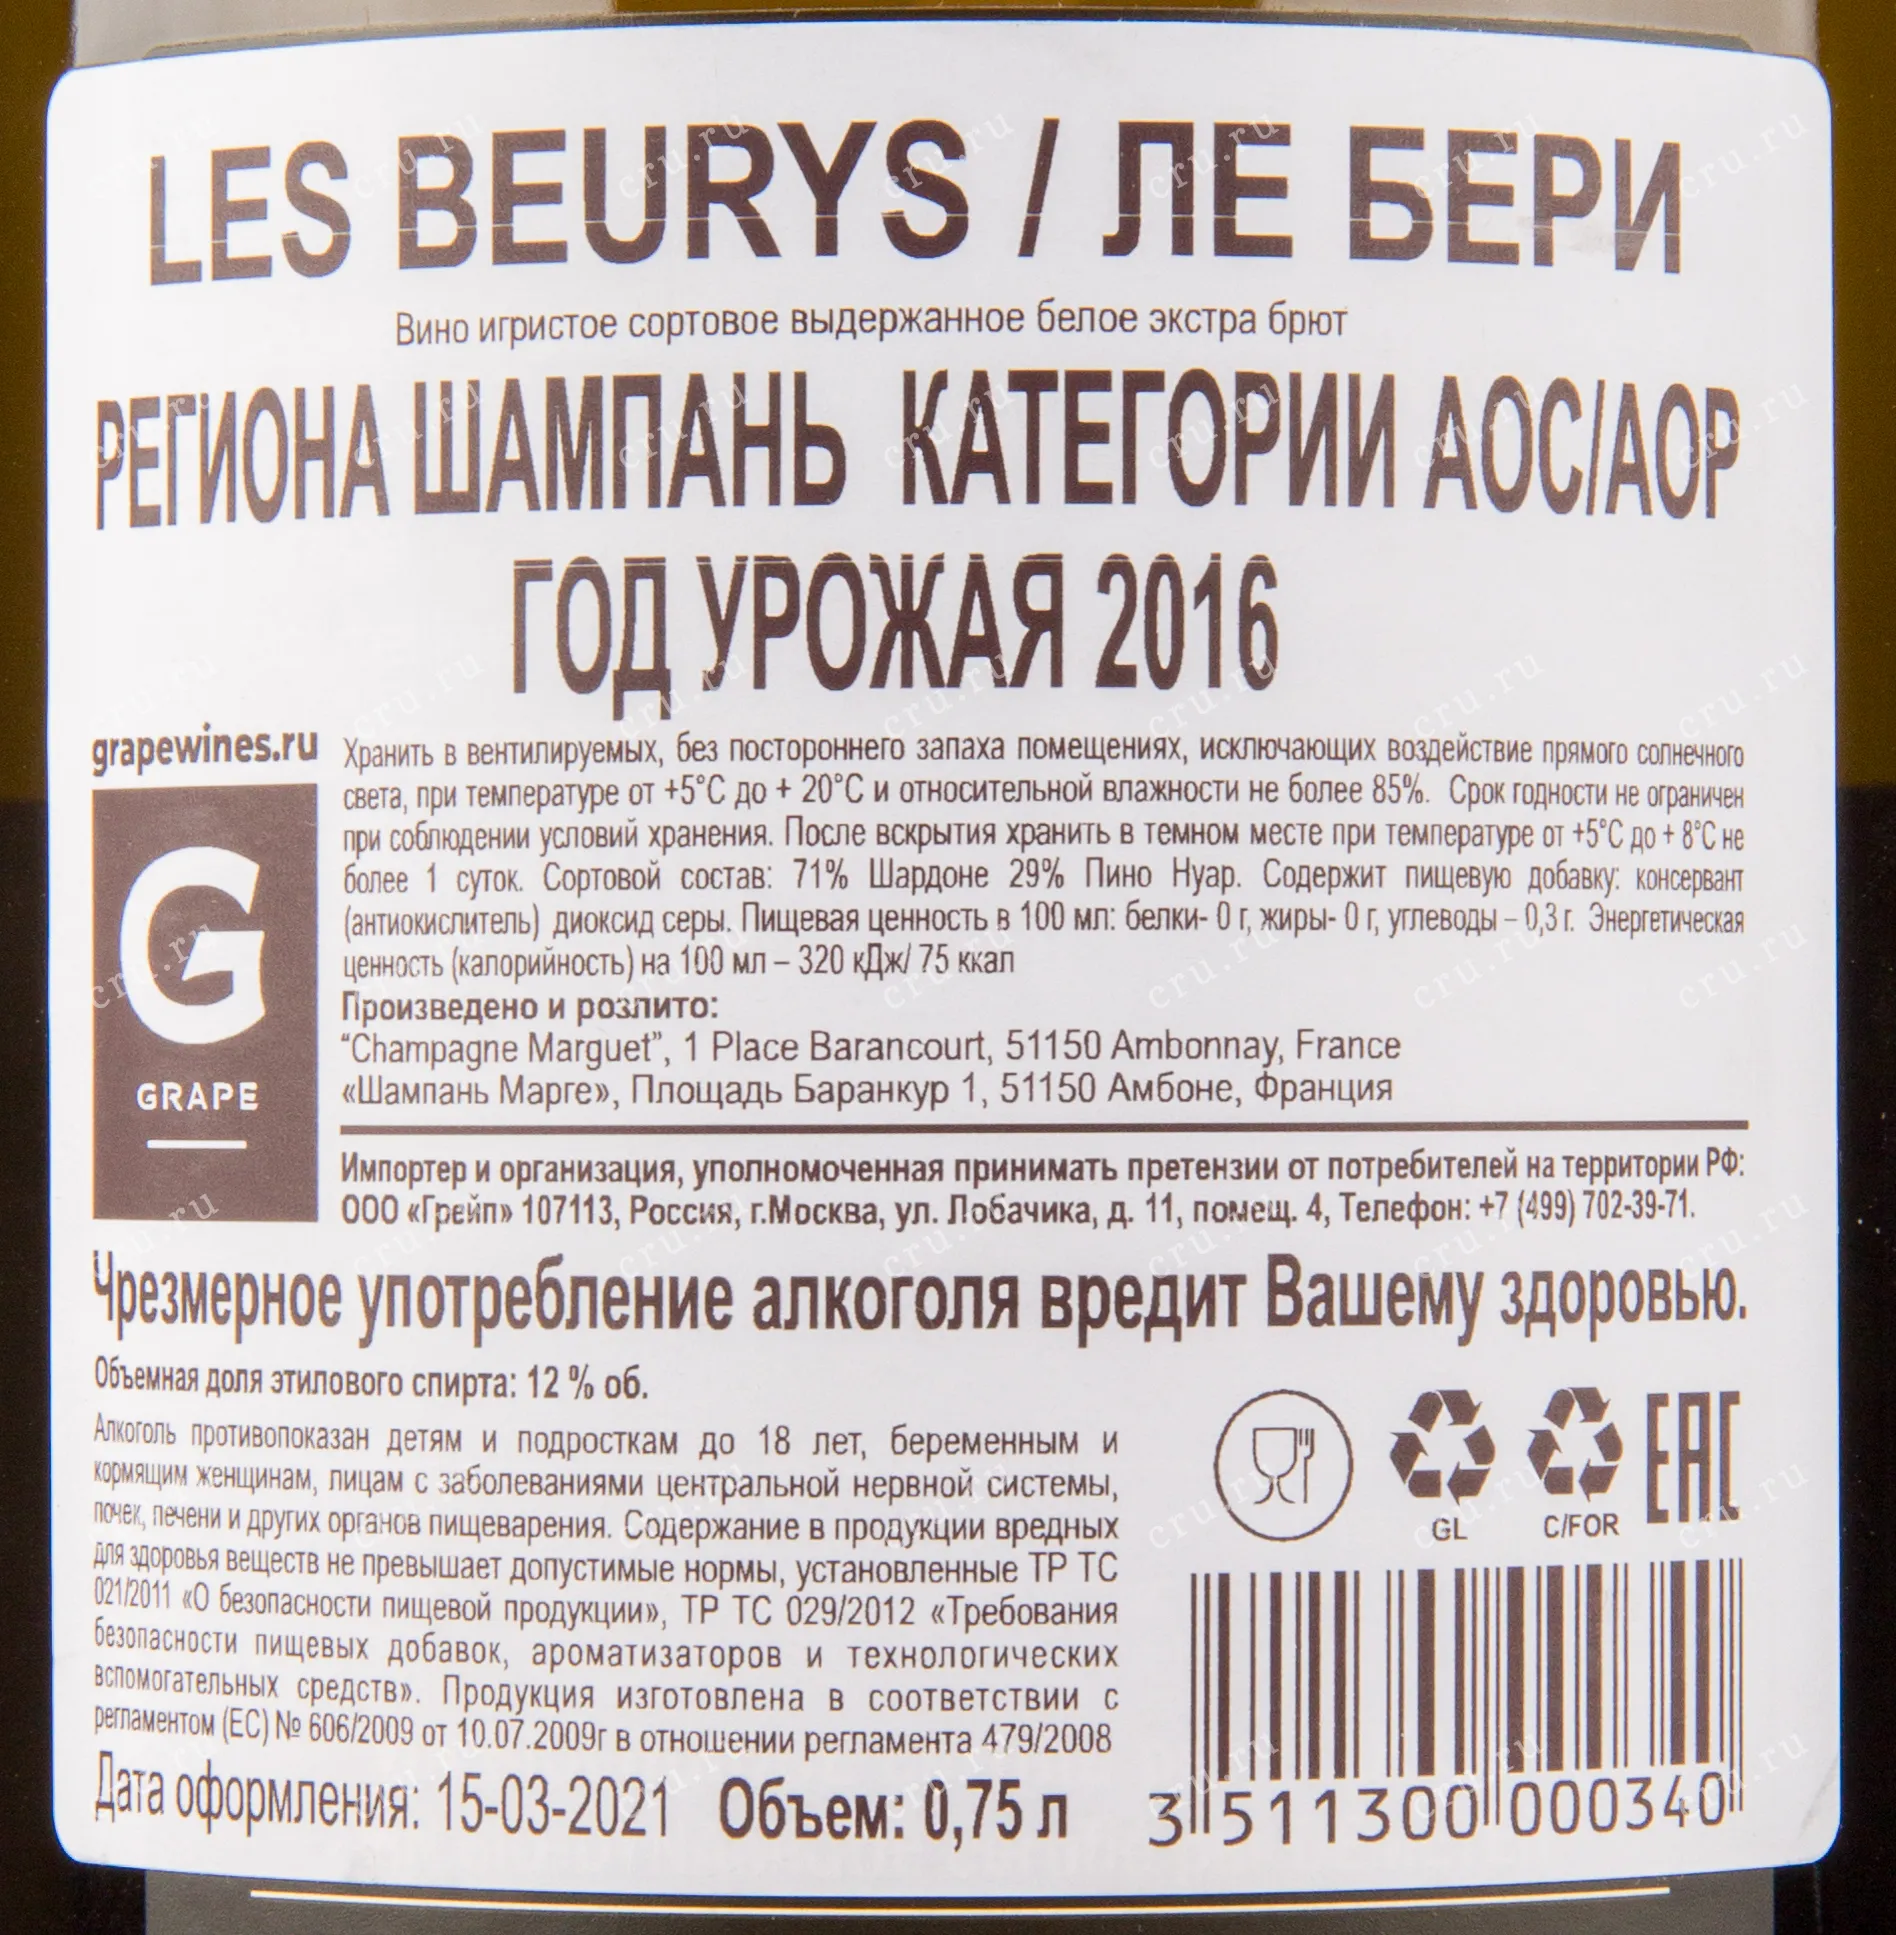 LES BEURYS / ЛЕ БЕРИ
Вино игристое сортовое выдержанное белое экстра брют
РЕГИОНА ШАМПАНЬ КАТЕГОРИИ AOC/AOP
ГОД УРОЖАЯ 2016
grapewines.ru
G
GRAPE
Хранить в вентилируемых, без постороннего запаха помещениях, исключающих воздействие прямого солнечного
света, при температуре от +5°C до + 20°C и относительной влажности не более 85%. Срок годности не ограничен
при соблюдении условий хранения. После вскрытия хранить в темном месте при температуре от +5°C до + 8°C не
более 1 суток. Сортовой состав: 71% Шардоне 29% Пино Нуар. Содержит пищевую добавку: консервант
(антиокислитель) диоксид серы. Пищевая ценность в 100 мл: белки- 0 г, жиры- 0 г, углеводы – 0,3 г. Энергетическая
ценность (калорийность) на 100 мл – 320 кДж/ 75 ккал
Произведено и розлито:
“Champagne Marguet”, 1 Place Barancourt, 51150 Ambonnay, France
«Шампань Марге», Площадь Баранкур 1, 51150 Амбоне, Франция
Импортер и организация, уполномоченная принимать претензии от потребителей на территории РФ:
ООО «Грейп» 107113, Россия, г.Москва, ул. Лобачика, д. 11, помещ. 4, Телефон: +7 (499) 702-39-71.
Чрезмерное употребление алкоголя вредит Вашему здоровью.
Объемная доля этилового спирта: 12 % об.
Алкоголь противопоказан детям и подросткам до 18 лет, беременным и
кормящим женщинам, лицам с заболеваниями центральной нервной системы,
почек, печени и других органов пищеварения. Содержание в продукции вредных
для здоровья веществ не превышает допустимые нормы, установленные ТР ТС
021/2011 «О безопасности пищевой продукции», ТР ТС 029/2012 «Требования
безопасности пищевых добавок, ароматизаторов и технологических
вспомогательных средств». Продукция изготовлена в соответствии с
регламентом (ЕС) № 606/2009 от 10.07.2009г в отношении регламента 479/2008
Дата оформления: 15-03-2021 Объем: 0,75 л
GL
C/FOR
EAC
3 511300 000340
cru.ru